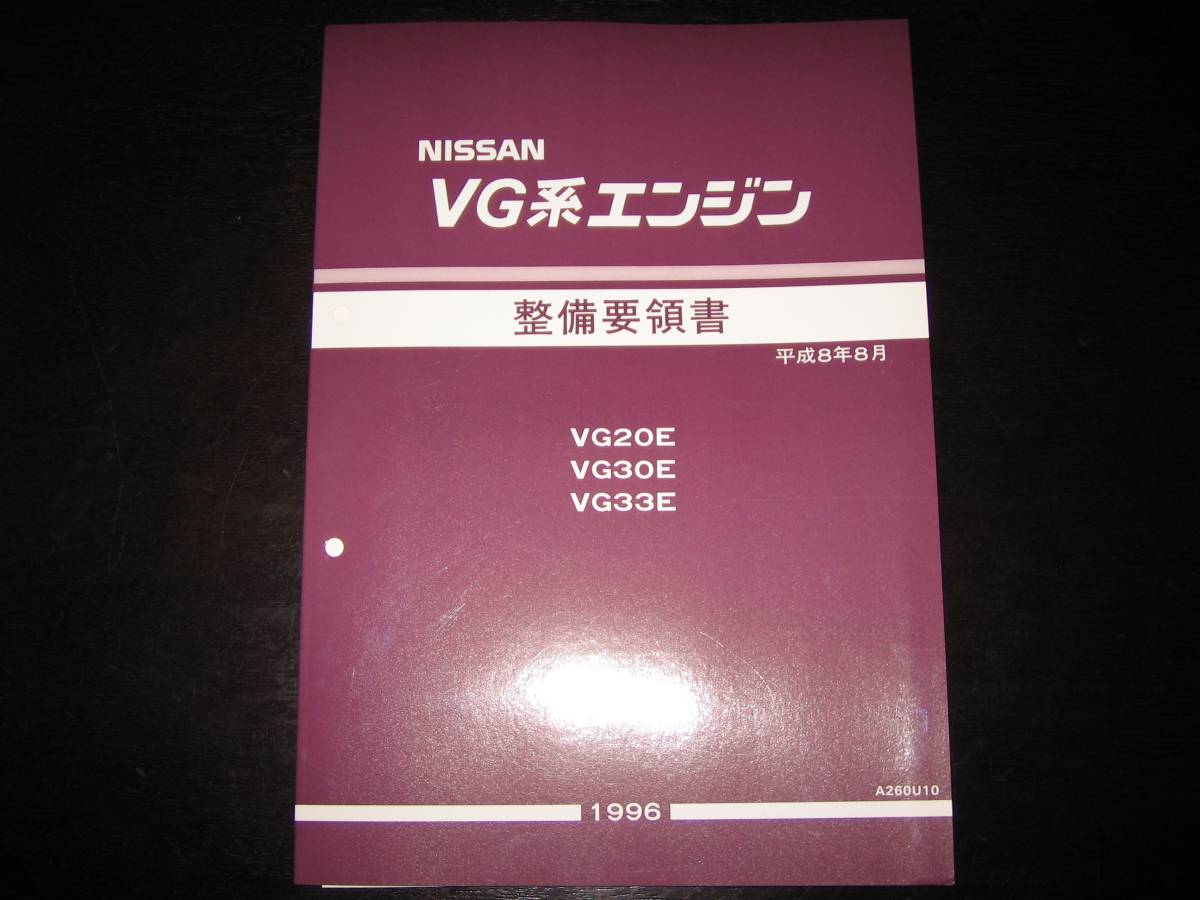 NISSAN
VG系エンジン
整備要領書
平成8年8月
VG20E
VG30E
VG33E
A260U10
1996